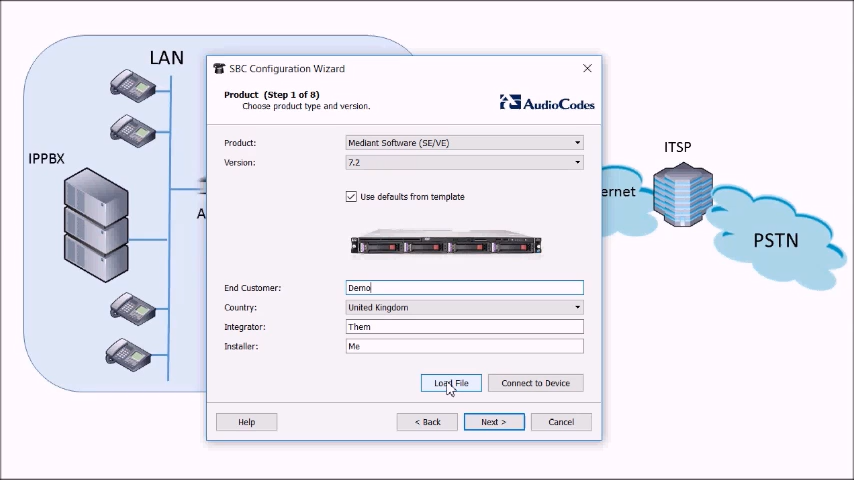 LAN
IPPBX
SBC Configuration Wizard
Product (Step 1 of 8)
Choose product type and version.
AudioCodes
Product:
Mediant Software (SE/VE)
Version:
7.2
Use defaults from template
End Customer:
Demo
Country:
United Kingdom
Integrator:
Them
Installer:
Me
Load File
Connect to Device
Help
< Back
Next >
Cancel
ITSP
PSTN